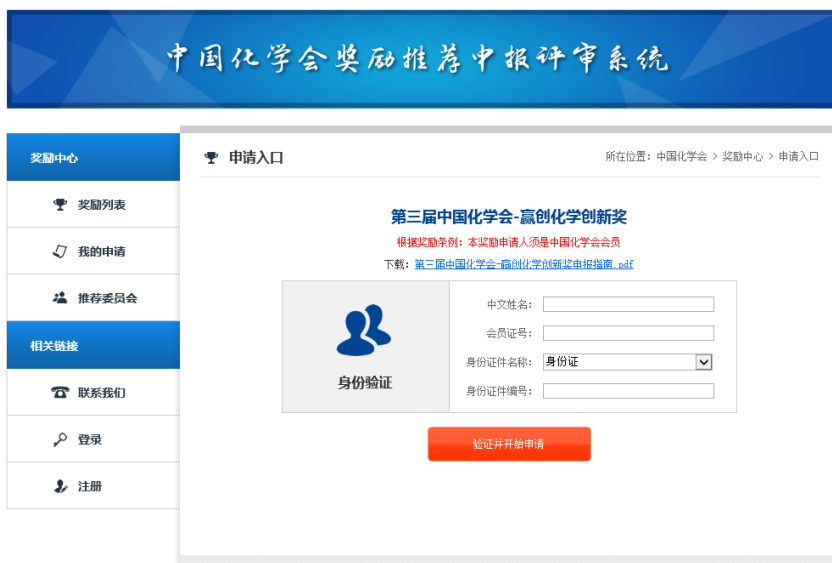 中国化学会奖励推荐申报评审系统
奖励中心
奖励列表
我的申请
推荐委员会
相关链接
联系我们
登录
注册
申请入口
所在位置：中国化学会 > 奖励中心 > 申请入口
第三届中国化学会-赢创化学创新奖
根据奖励条例：本奖励申请人须是中国化学会会员
下载：第三届中国化学会-赢创化学创新奖申报指南.pdf
身份验证
中文姓名：
会员证号：
身份证件名称：身份证
身份证件编号：
验证并开始申请